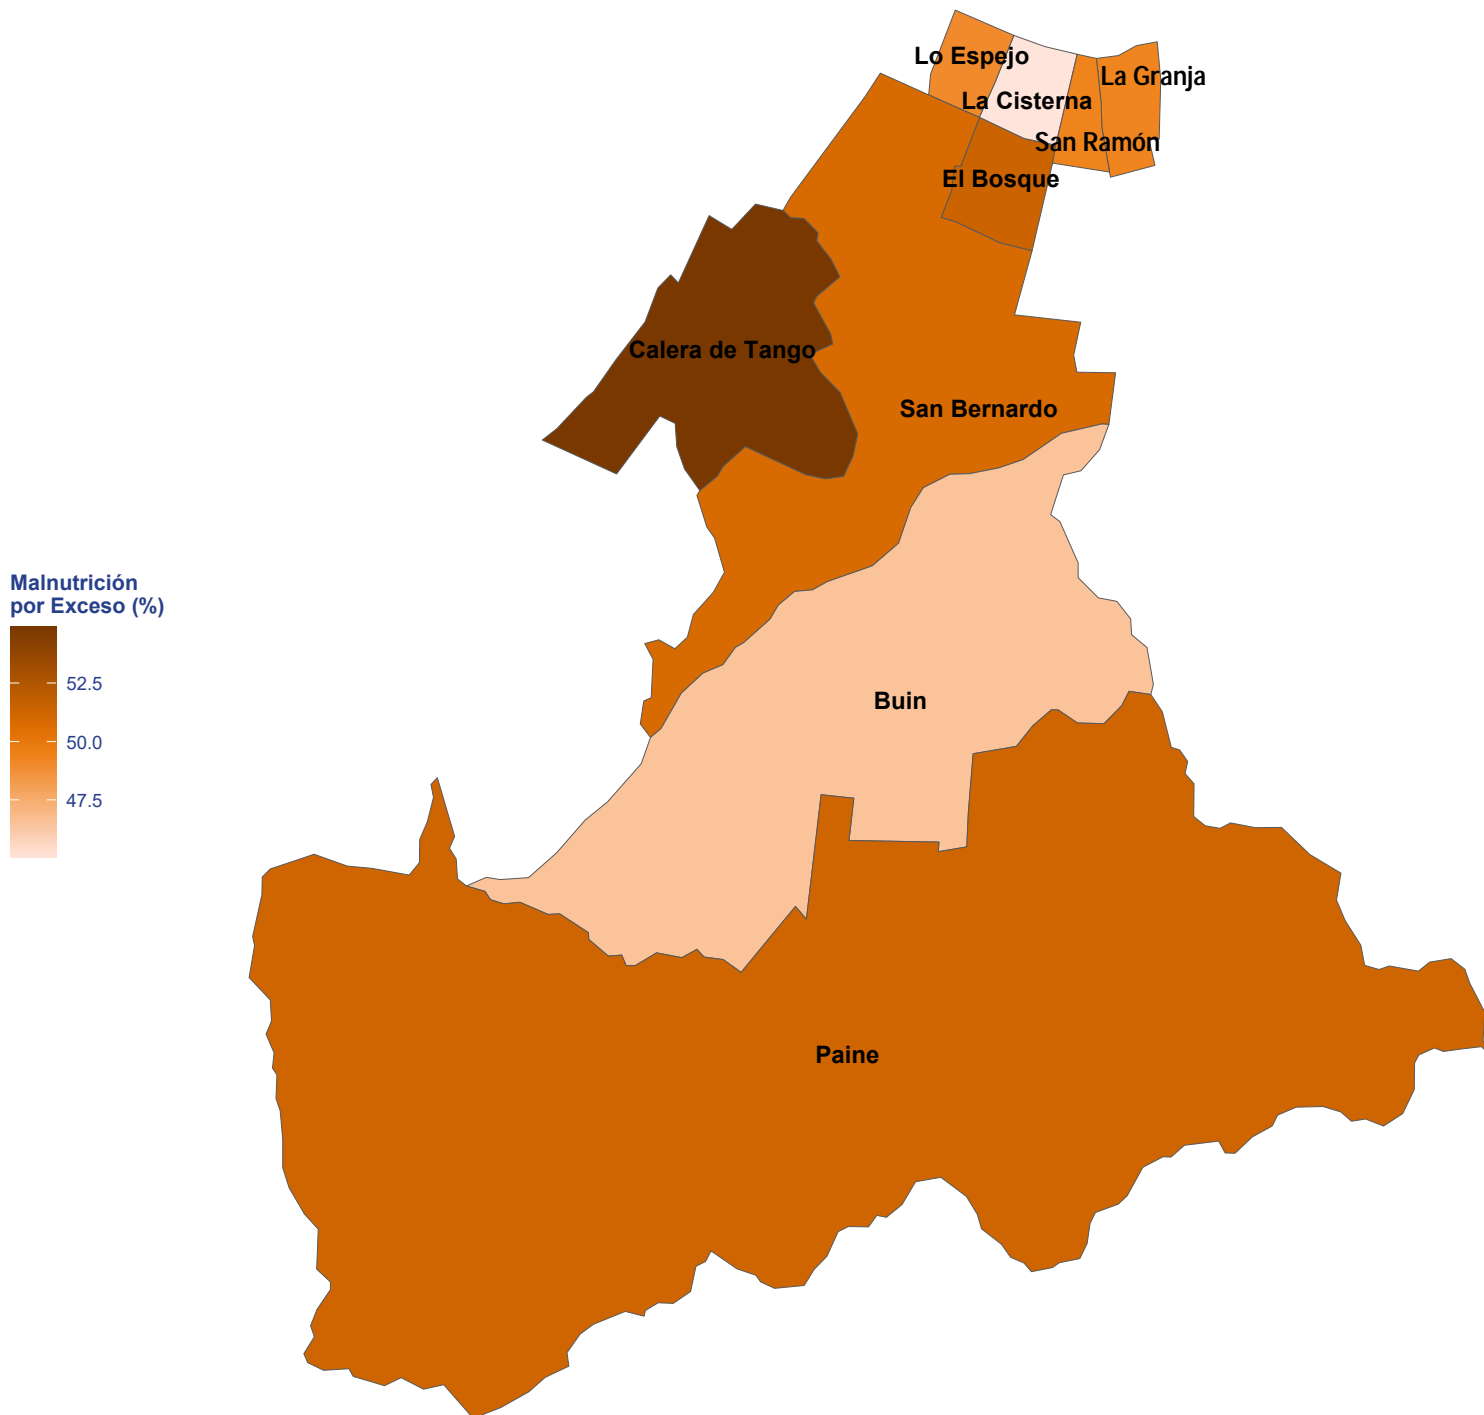 Lo Espejo
La Granja
La Cisterna
San Ramón
El Bosque
Calera de Tango
San Bernardo
Malnutrición
por Exceso (%)
52.5
50.0
47.5
Buin
Paine